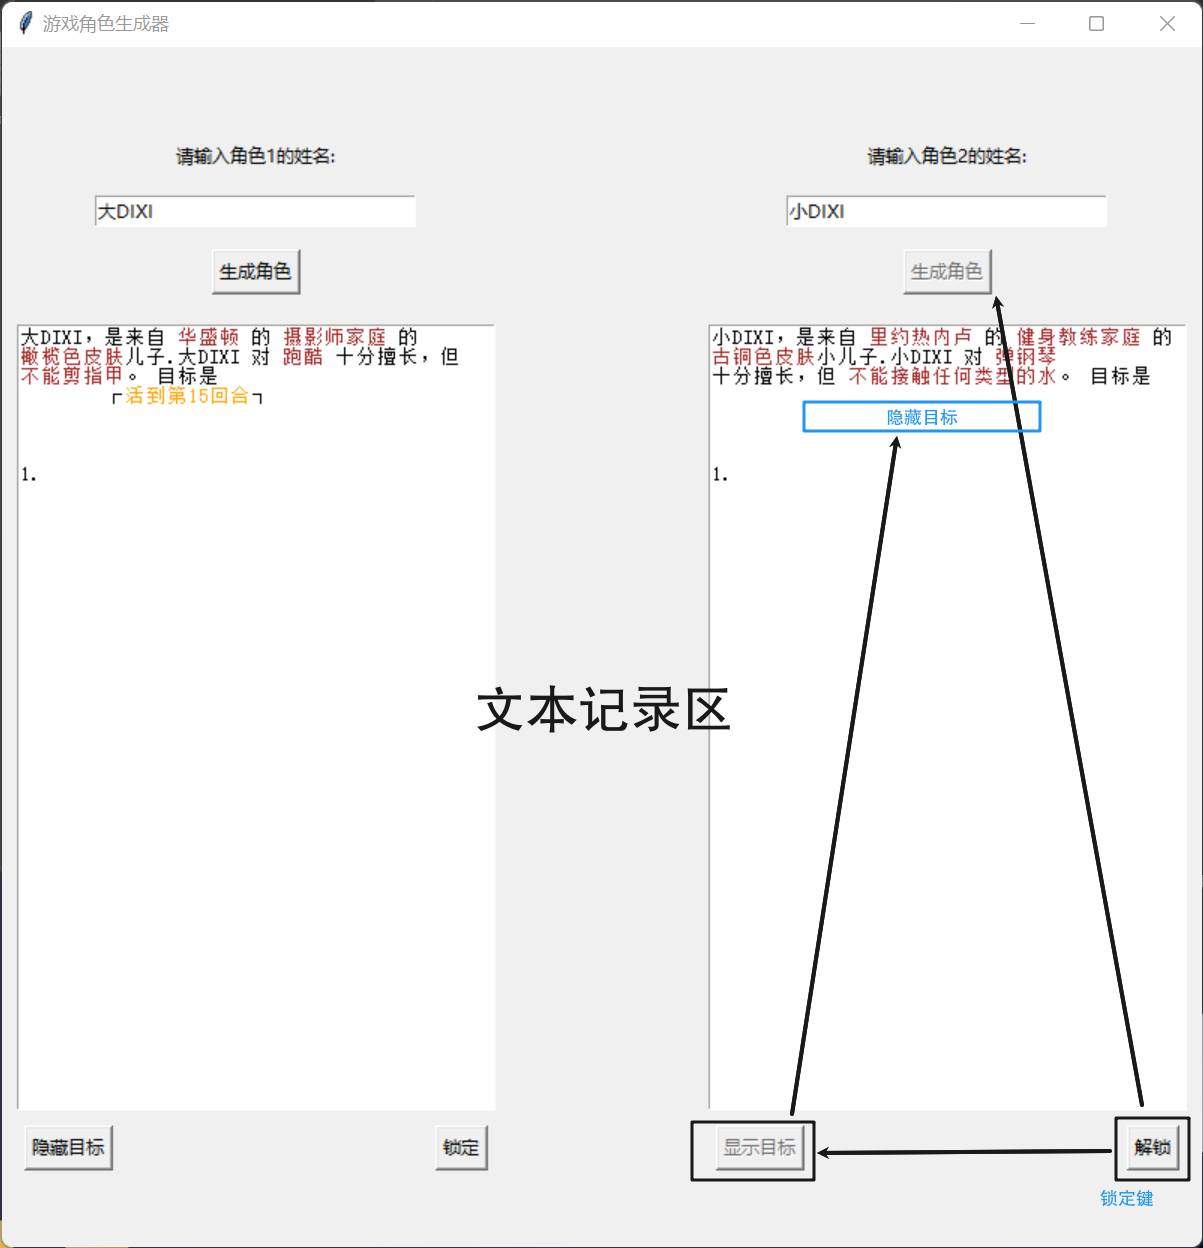 游戏角色生成器
请输入角色1的姓名:
大DIXI
生成角色
大DIXI，是来自 华盛顿 的 摄影师家庭 的
橄榄色皮肤儿子.大DIXI 对 跑酷 十分擅长，但
不能剪指甲。 目标是
┌活到第15回合┐
1.
隐藏目标
锁定
文本记录区
请输入角色2的姓名:
小DIXI
生成角色
小DIXI，是来自 里约热内卢 的 健身教练家庭 的
古铜色皮肤小儿子.小DIXI 对 弹钢琴
十分擅长，但 不能接触任何类型的水。 目标是
隐藏目标
1.
显示目标
解锁
锁定键